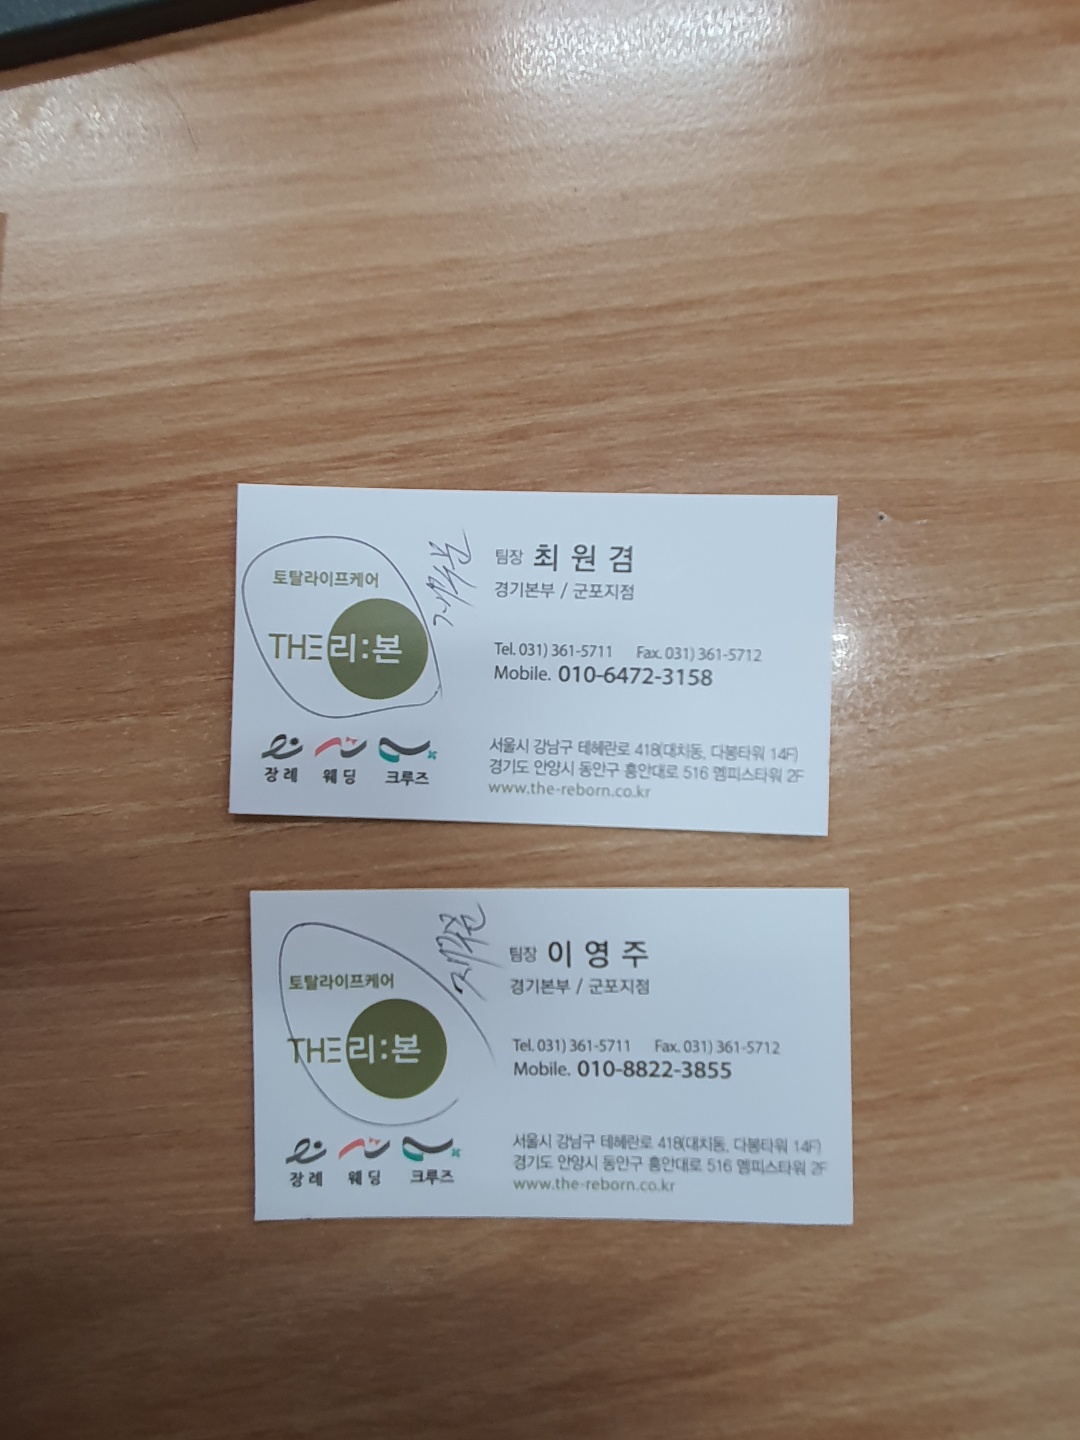 토탈라이프케어
THE리:본
재주문
장례 웨딩 크루즈
팀장 최원겸
경기본부 / 군포지점
Tel. 031) 361-5711 Fax. 031) 361-5712
Mobile. 010-6472-3158
서울시 강남구 테헤란로 418(대치동, 다봉타워 14F)
경기도 안양시 동안구 흥안대로 516 멤피스타워 2F
www.the-reborn.co.kr
토탈라이프케어
THE리:본
재주문
장례 웨딩 크루즈
팀장 이영주
경기본부 / 군포지점
Tel. 031) 361-5711 Fax. 031) 361-5712
Mobile. 010-8822-3855
서울시 강남구 테헤란로 418(대치동, 다봉타워 14F)
경기도 안양시 동안구 흥안대로 516 멤피스타워 2F
www.the-reborn.co.kr